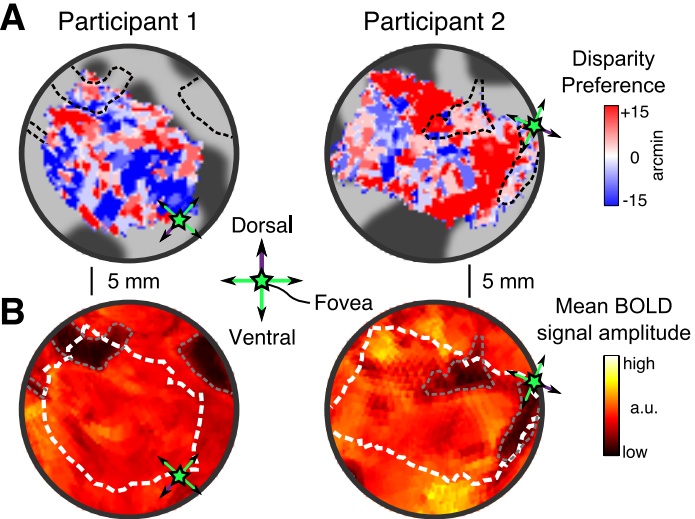 A
Participant 1
Participant 2
Disparity
Preference
+15
0
-15
arcmin
Dorsal
5 mm
5 mm
Fovea
Ventral
B
Mean BOLD
signal amplitude
high
a.u.
low